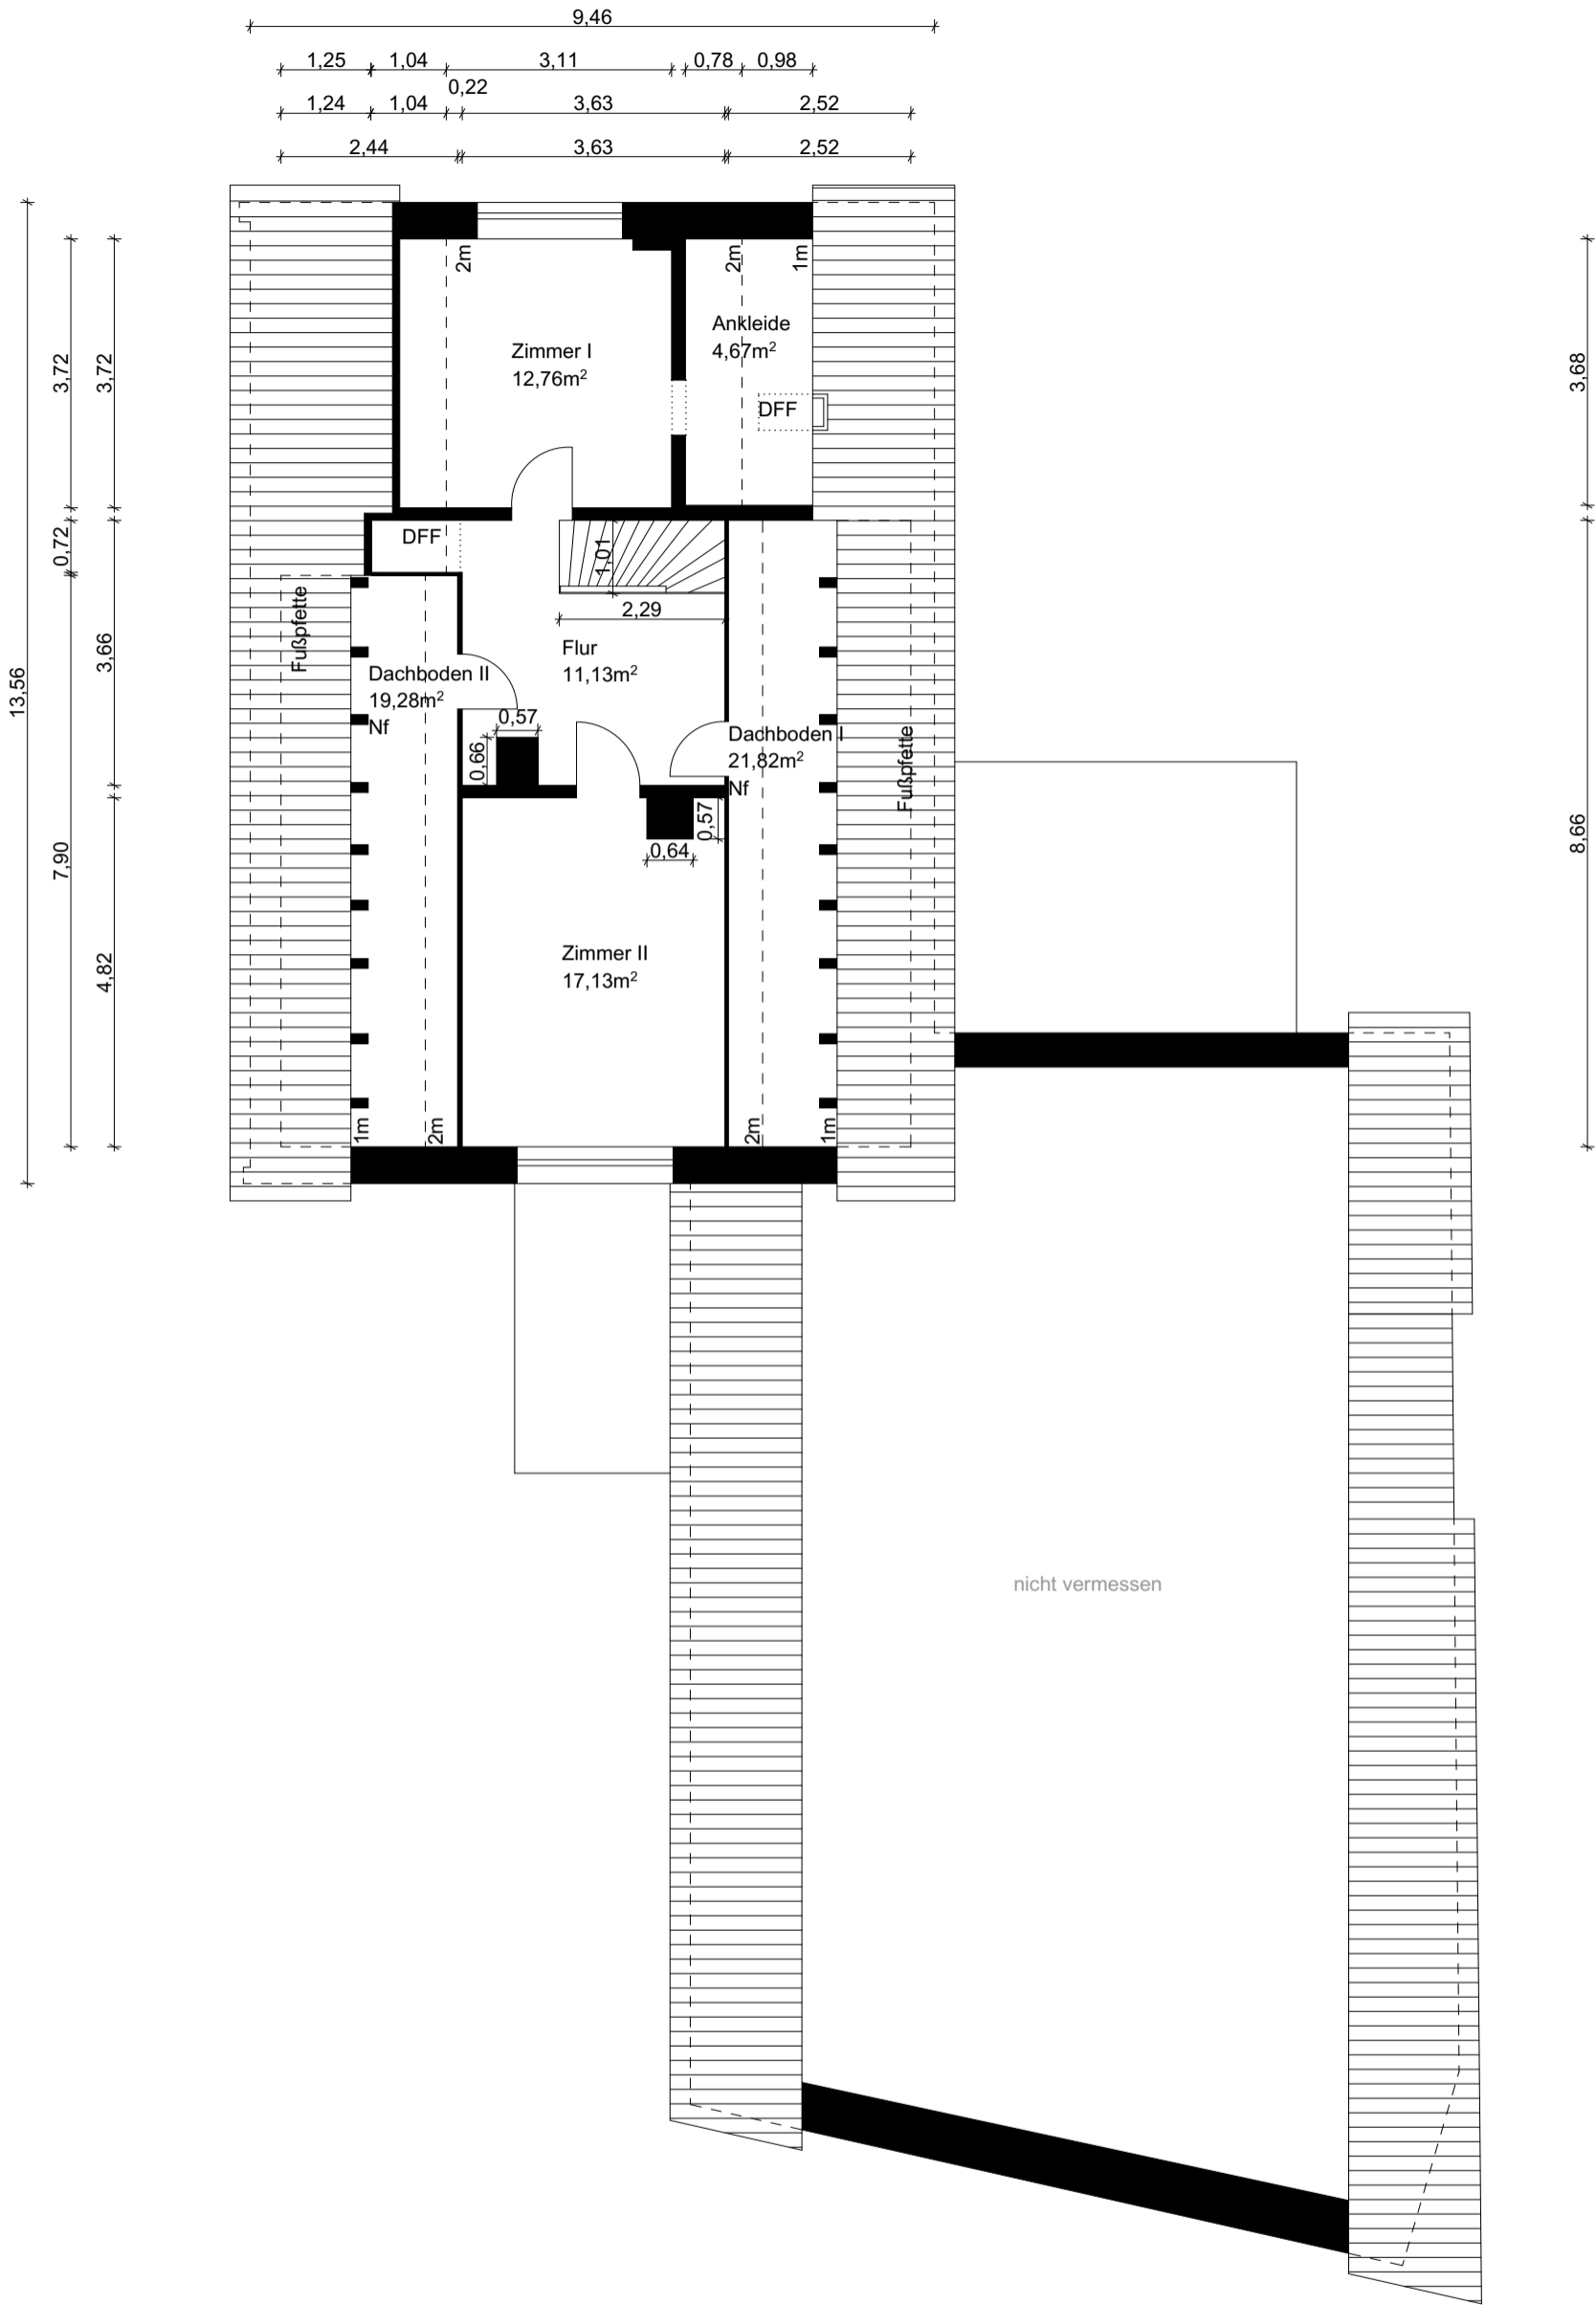 9,46
1,25 1,04 3,11 0,78 0,98
0,22
1,24 1,04 3,63 2,52
2,44 3,63 2,52
2m
2m
1m
Ankleide
4,67m²
Zimmer I
12,76m²
DFF
3,72
3,72
3,68
DFF
0,72
1,01
2,29
Fußpfette
Flur
11,13m²
3,66
13,56
Dachboden II
19,28m²
Nf
0,57
0,66
Dachboden I
21,82m²
Nf
Fußpfette
0,57
0,64
7,90
8,66
4,82
Zimmer II
17,13m²
1m
2m
2m
1m
nicht vermessen